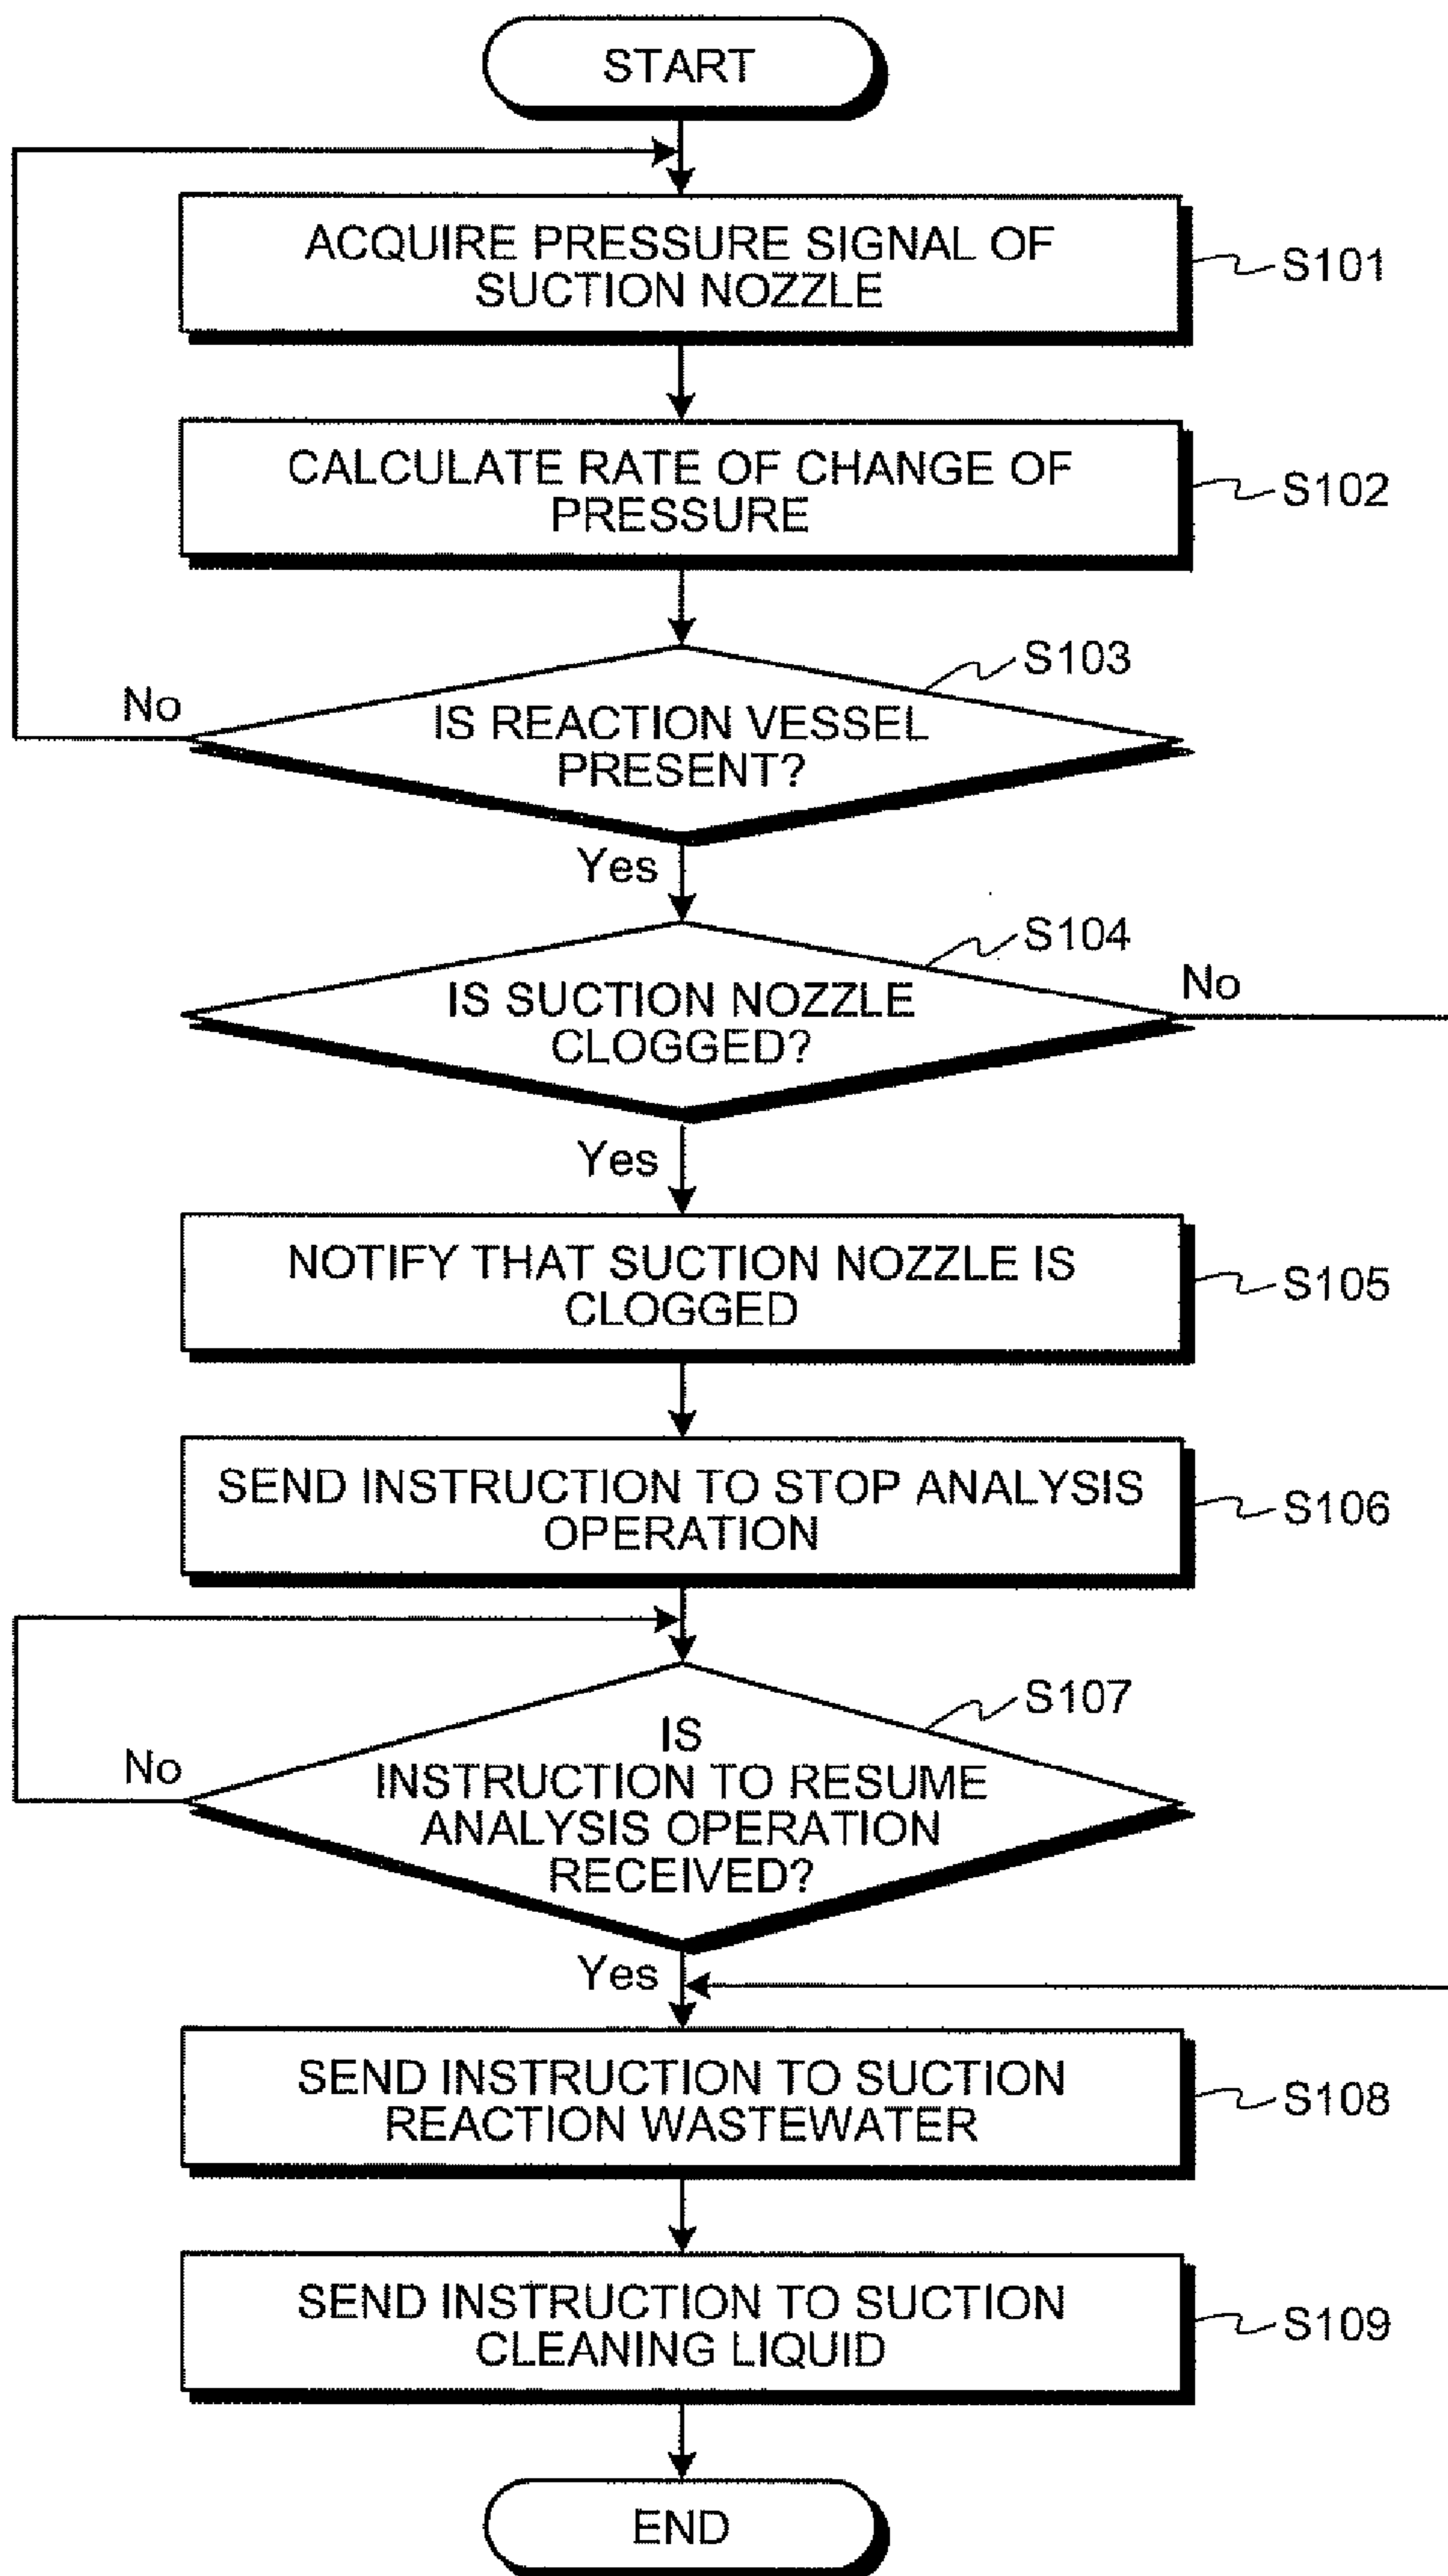 START
ACQUIRE PRESSURE SIGNAL OF
SUCTION NOZZLE
S101
CALCULATE RATE OF CHANGE OF
PRESSURE
S102
S103
No
IS REACTION VESSEL
PRESENT?
Yes
S104
No
IS SUCTION NOZZLE
CLOGGED?
Yes
NOTIFY THAT SUCTION NOZZLE IS
CLOGGED
S105
SEND INSTRUCTION TO STOP ANALYSIS
OPERATION
S106
S107
No
IS
INSTRUCTION TO RESUME
ANALYSIS OPERATION
RECEIVED?
Yes
SEND INSTRUCTION TO SUCTION
REACTION WASTEWATER
S108
SEND INSTRUCTION TO SUCTION
CLEANING LIQUID
S109
END